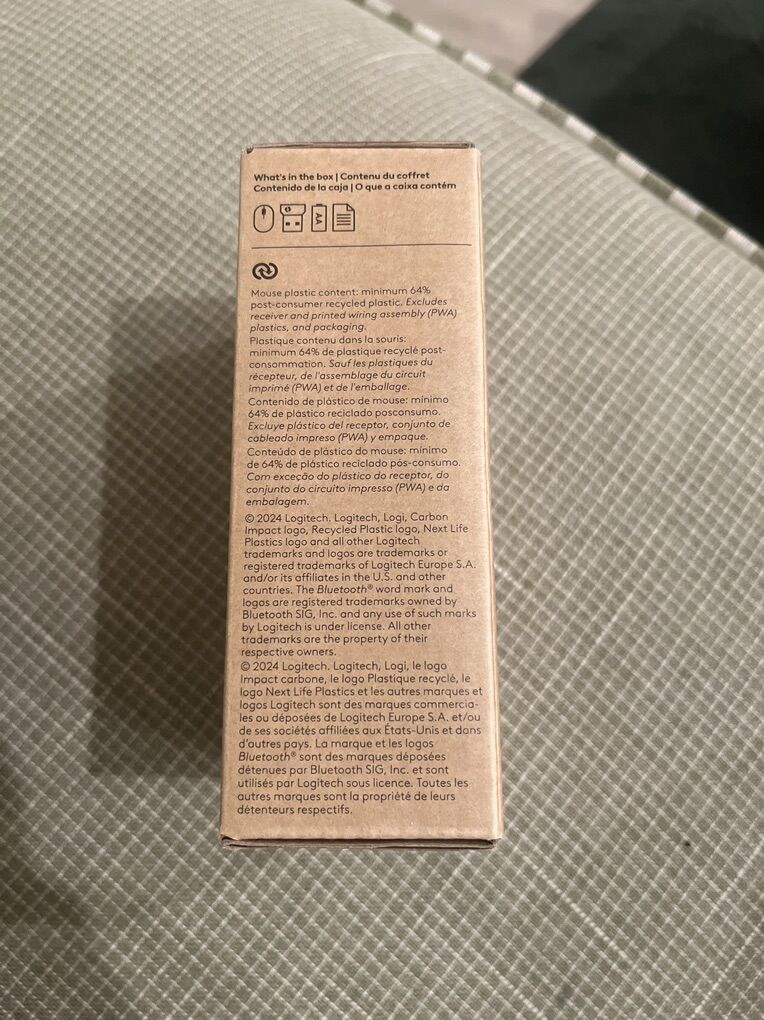 What's in the box | Contenu du coffret
Contenido de la caja | O que a caixa contém
AA
Mouse plastic content: minimum 64%
post-consumer recycled plastic. Excludes
receiver and printed wiring assembly (PWA)
plastics, and packaging.
Plastique contenu dans la souris:
minimum 64% de plastique recyclé post-
consommation. Sauf les plastiques du
récepteur, de l'assemblage du circuit
imprimé (PWA) et de l'emballage.
Contenido de plástico de mouse: mínimo
64% de plástico reciclado posconsumo.
Excluye plástico del receptor, conjunto de
cableado impreso (PWA) y empaque.
Conteúdo de plástico do mouse: mínimo
de 64% de plástico reciclado pós-consumo.
Com exceção do plástico do receptor, do
conjunto do circuito impresso (PWA) e da
embalagem.
© 2024 Logitech. Logitech, Logi, Carbon
Impact logo, Recycled Plastic logo, Next Life
Plastics logo and all other Logitech
trademarks and logos are trademarks or
registered trademarks of Logitech Europe S.A.
and/or its affiliates in the U.S. and other
countries. The Bluetooth® word mark and
logos are registered trademarks owned by
Bluetooth SIG, Inc. and any use of such marks
by Logitech is under license. All other
trademarks are the property of their
respective owners.
© 2024 Logitech. Logitech, Logi, le logo
Impact carbone, le logo Plastique recyclé, le
logo Next Life Plastics et les autres marques et
logos Logitech sont des marques commercia-
les ou déposées de Logitech Europe S.A. et/ou
de ses sociétés affiliées aux États-Unis et dans
d'autres pays. La marque et les logos
Bluetooth® sont des marques déposées
détenues par Bluetooth SIG, Inc. et sont
utilisés par Logitech sous licence. Toutes les
autres marques sont la propriété de leurs
détenteurs respectifs.